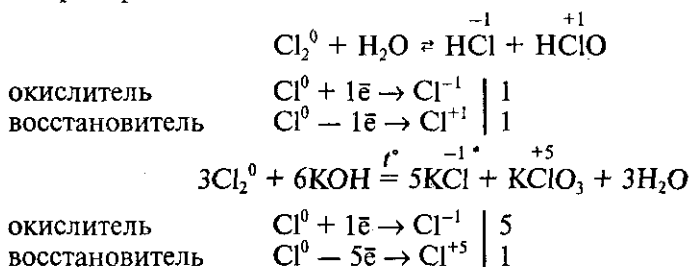 Cl₂⁰ + H₂O ⇄ HCl⁻¹ + HCl⁺¹O
окислитель Cl⁰ + 1ē → Cl⁻¹ | 1
восстановитель Cl⁰ − 1ē → Cl⁺¹ | 1
3Cl₂⁰ + 6KOH =^t° 5KCl⁻¹ + KCl⁺⁵O₃ + 3H₂O
окислитель Cl⁰ + 1ē → Cl⁻¹ | 5
восстановитель Cl⁰ − 5ē → Cl⁺⁵ | 1